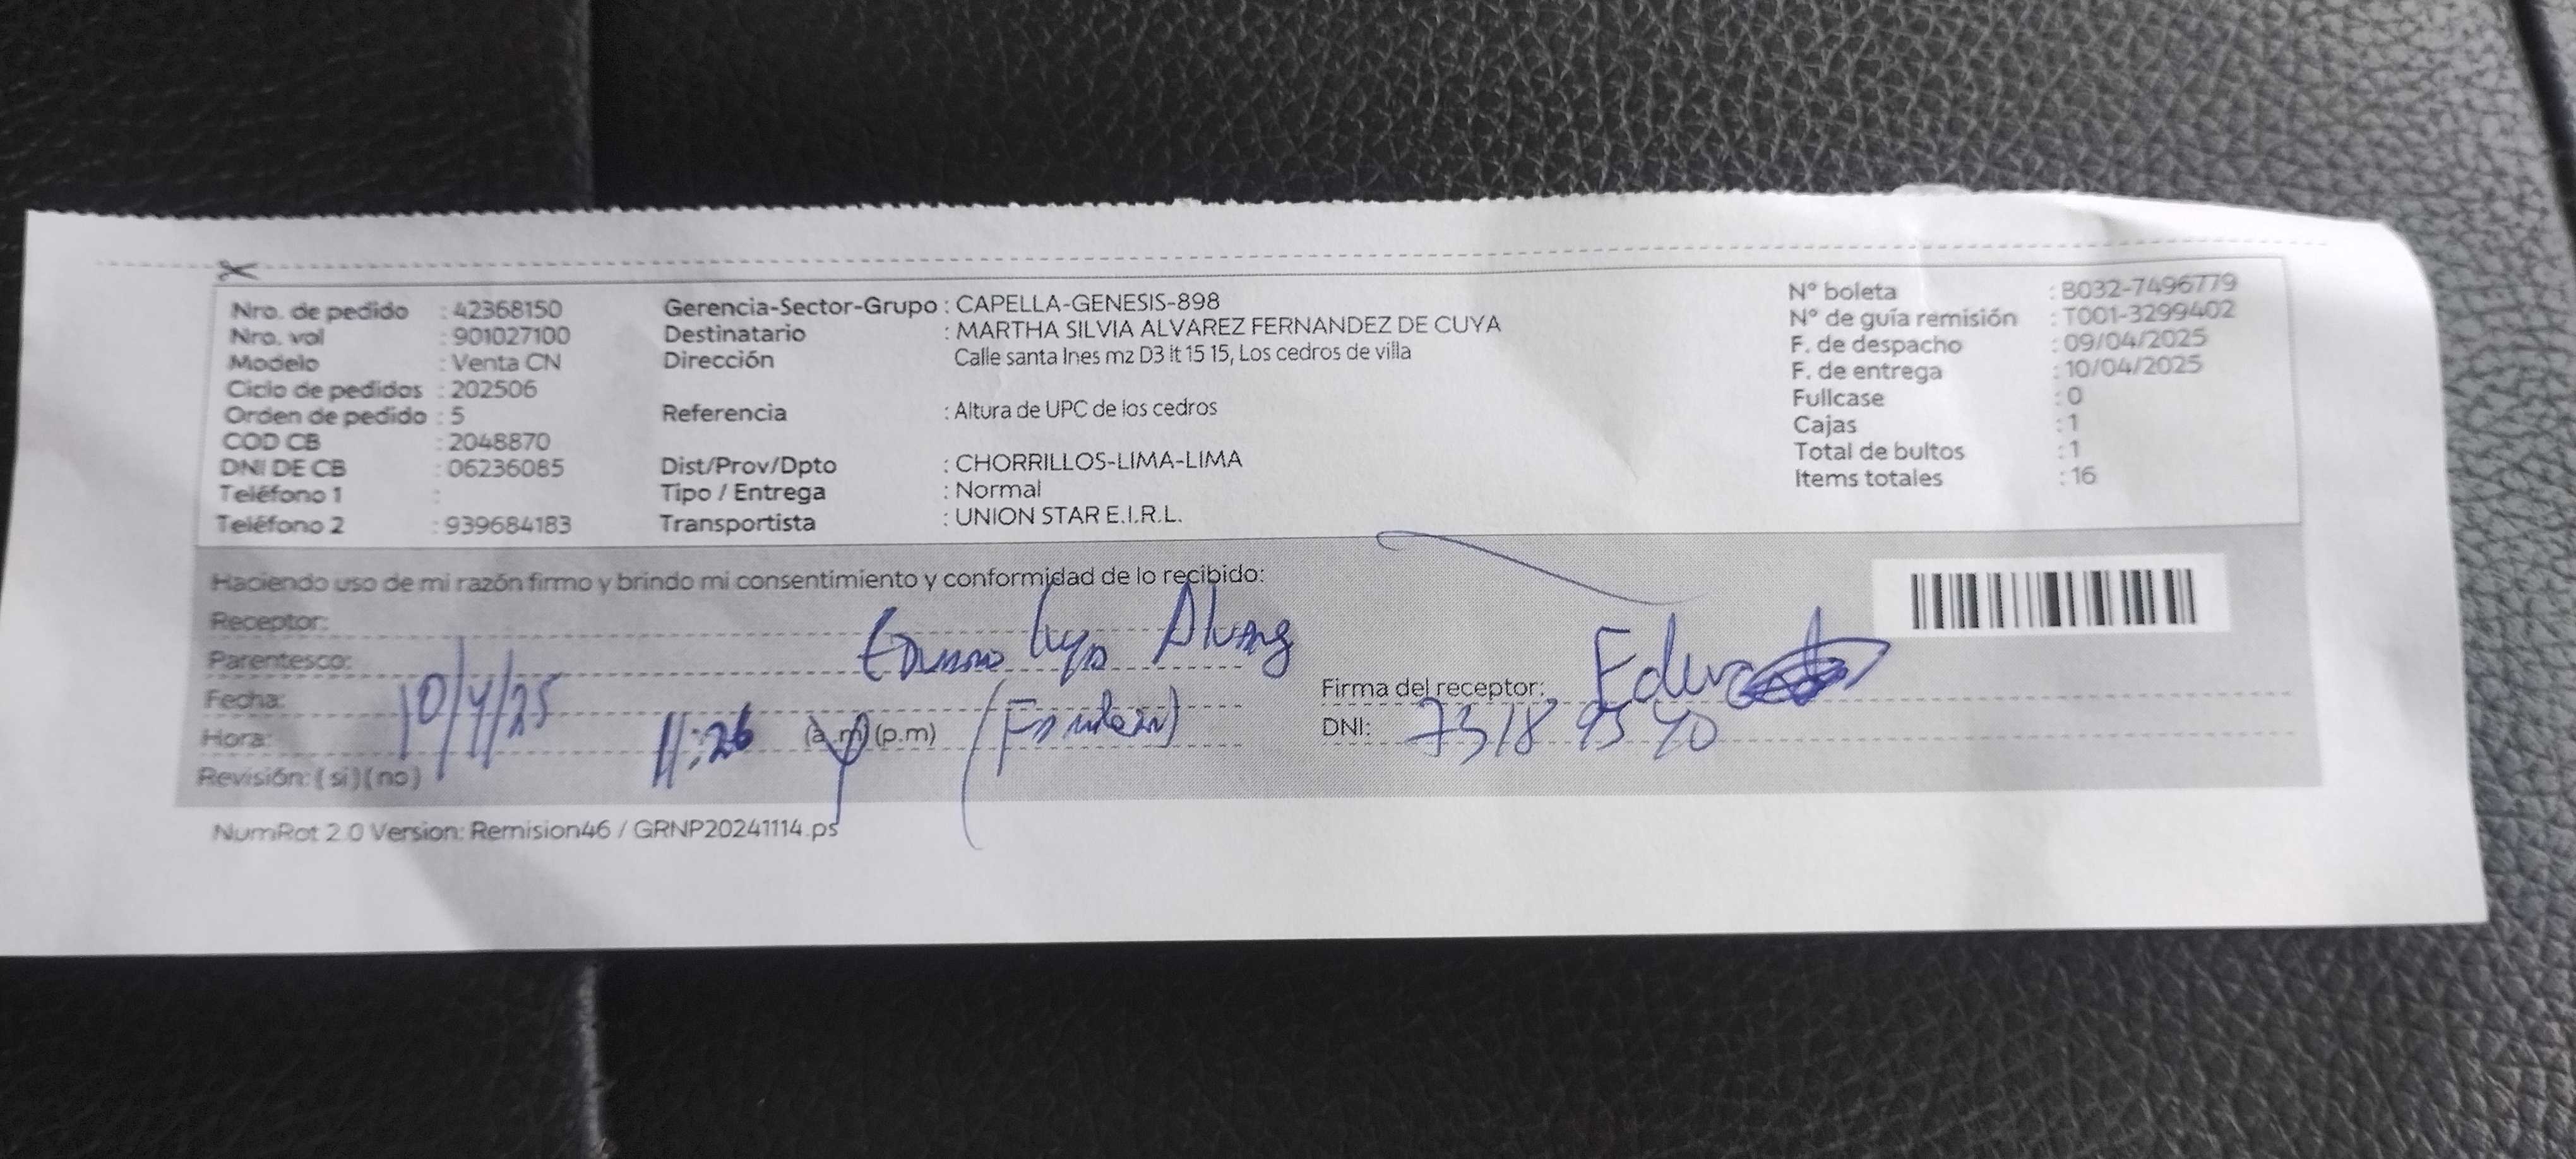 Nro. de pedido : 42368150
Nro. vol : 901027100
Modelo : Venta CN
Ciclo de pedidos : 202506
Orden de pedido : 5
COD CB : 2048870
DNI DE CB : 06236085
Teléfono 1 :
Teléfono 2 : 939684183
Gerencia-Sector-Grupo : CAPELLA-GENESIS-898
Destinatario : MARTHA SILVIA ALVAREZ FERNANDEZ DE CUYA
Dirección Calle santa Ines mz D3 lt 15 15, Los cedros de villa
Referencia : Altura de UPC de los cedros
Dist/Prov/Dpto : CHORRILLOS-LIMA-LIMA
Tipo / Entrega : Normal
Transportista : UNION STAR E.I.R.L.
N° boleta : B032-7496779
N° de guía remisión : T001-3299402
F. de despacho : 09/04/2025
F. de entrega : 10/04/2025
Fullcase : 0
Cajas : 1
Total de bultos : 1
Items totales : 16
Haciendo uso de mi razón firmo y brindo mi consentimiento y conformidad de lo recibido:
Receptor: Cuya
Parentesco:
Fecha: 10/4/25
Hora: 11:26 (a.m) (p.m)
Revisión: ( si ) ( no )
Firma del receptor:
DNI: 73189540
NumRot 2.0 Version: Remision46 / GRNP20241114.ps